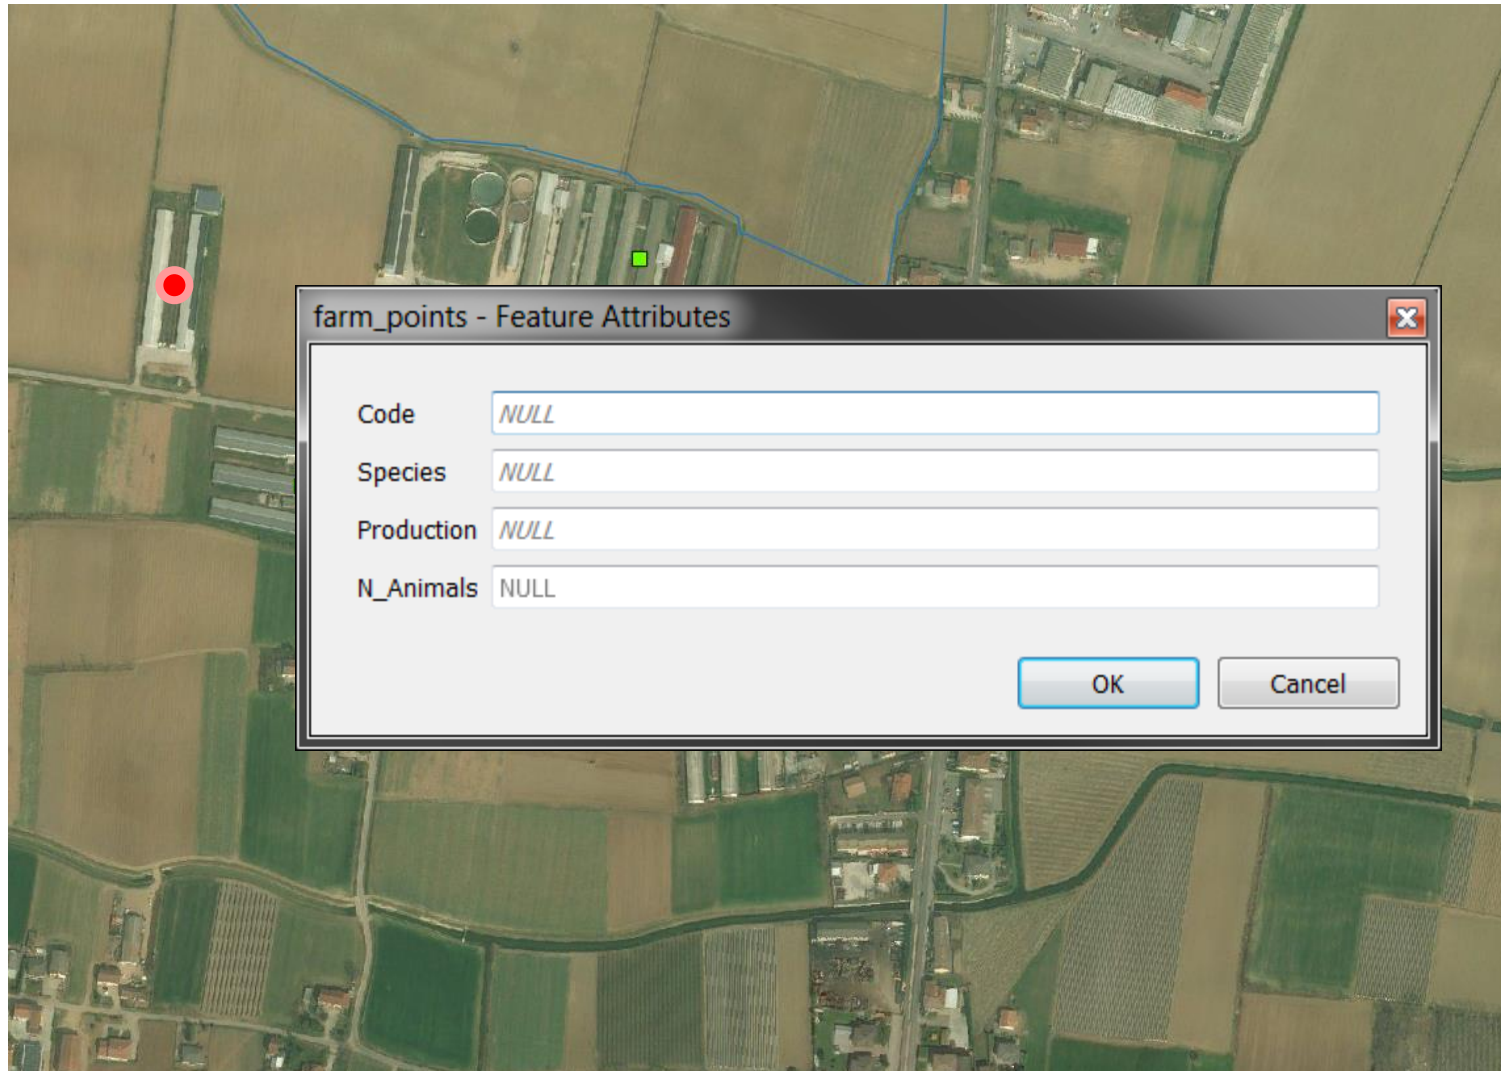 farm_points - Feature Attributes
Code NULL
Species NULL
Production NULL
N_Animals NULL
OK Cancel